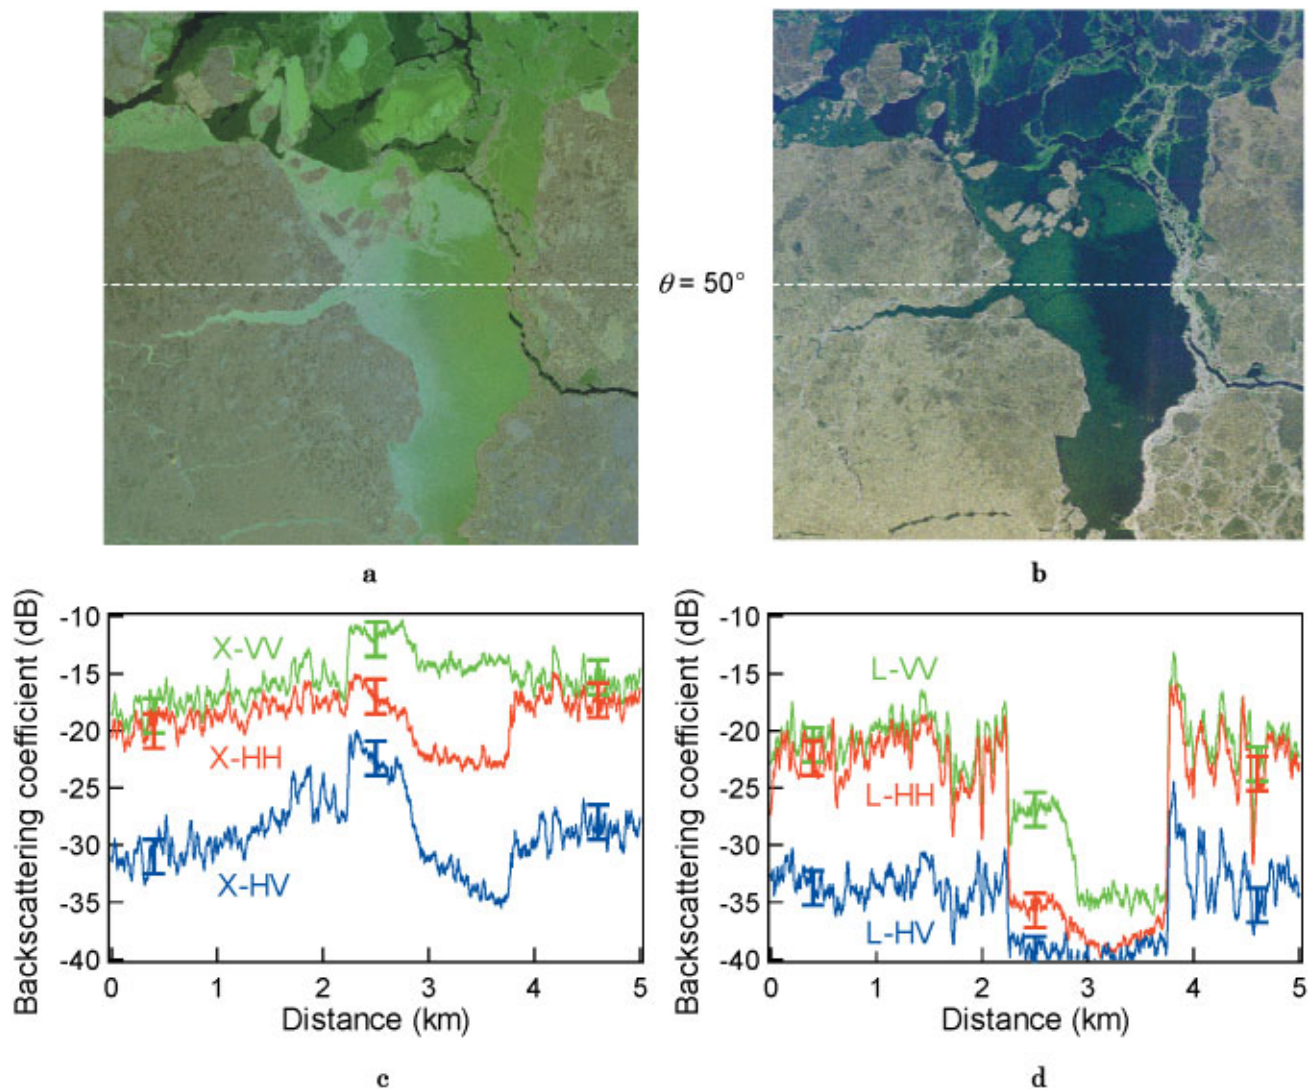 θ = 50°
a
b
Backscattering coefficient (dB)
-10
-15
-20
-25
-30
-35
-40
X-VV
X-HH
X-HV
0
1
2
3
4
5
Distance (km)
c
Backscattering coefficient (dB)
-10
-15
-20
-25
-30
-35
-40
L-VV
L-HH
L-HV
0
1
2
3
4
5
Distance (km)
d